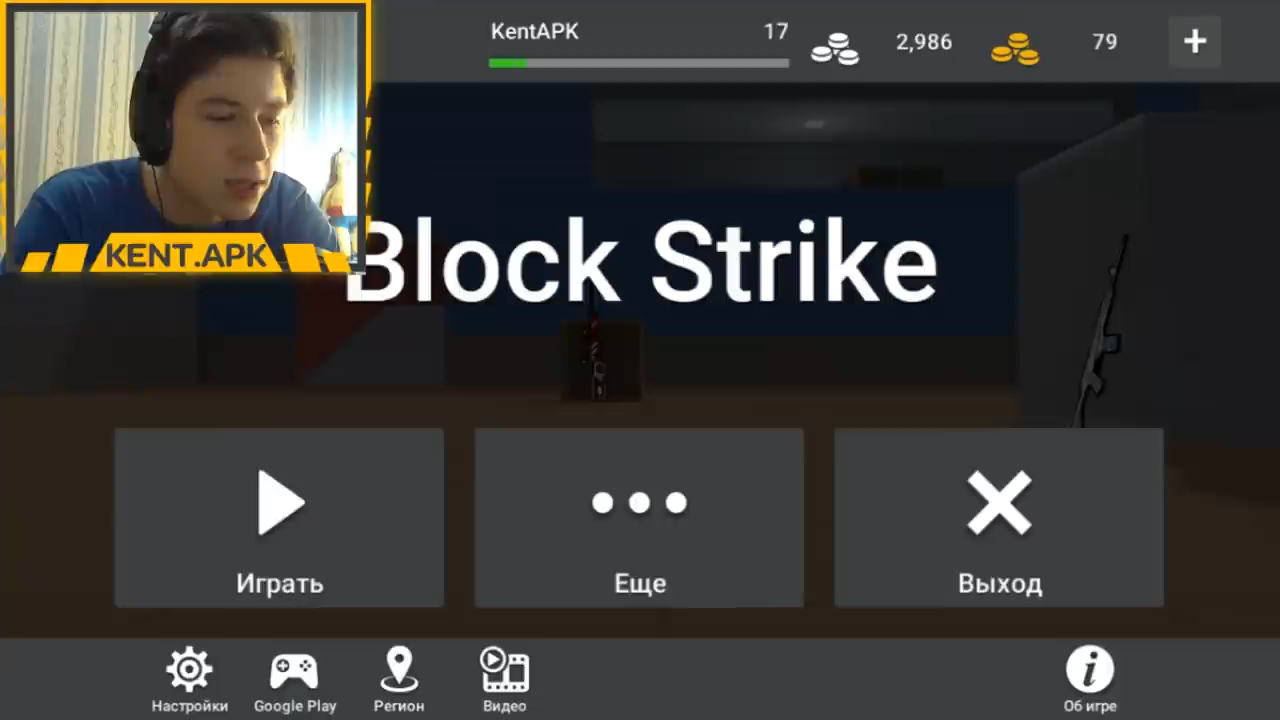 KentAPK 17
2,986
79
KENT.APK
Block Strike
Играть
Еще
Выход
Настройки
Google Play
Регион
Видео
Об игре